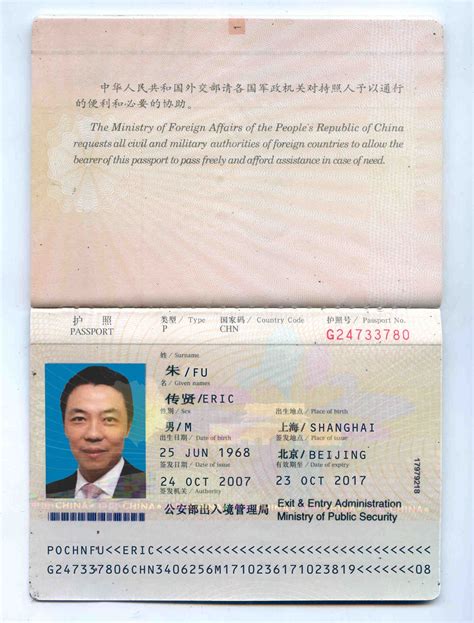 1
中华人民共和国外交部请各国军政机关对持照人予以通行
的便利和必要的协助。
The Ministry of Foreign Affairs of the People's Republic of China
requests all civil and military authorities of foreign countries to allow the
bearer of this passport to pass freely and afford assistance in case of need.
护照
PASSPORT
类型 / Type 国家码 / Country Code 护照号 / Passport No.
P CHN G24733780
姓 / Surname
朱/FU
名 / Given names
传贤/ERIC
性别 / Sex 出生地点 / Place of birth
男/M 上海/SHANGHAI
出生日期 / Date of birth 签发地点 / Place of issue
25 JUN 1968 北京/BEIJING
签发日期 / Date of issue 有效期至 / Date of expiry
24 OCT 2007 23 OCT 2017
签发机关 / Authority
公安部出入境管理局 Exit & Entry Administration
Ministry of Public Security
17979218
CHINA CHINA
POCHNFU<<ERIC<<<<<<<<<<<<<<<<<<<<<<<<<<<<<<<
G247337806CHN3406256M1710236171023819<<<<<08